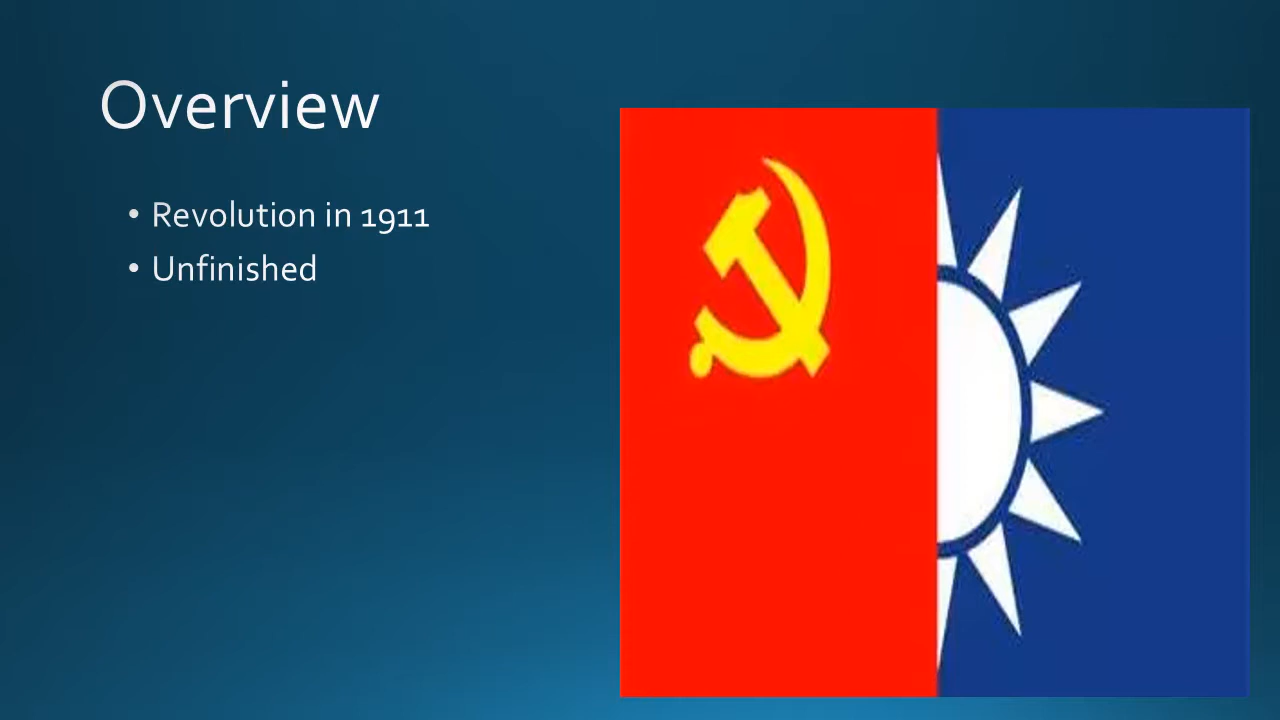 Overview
• Revolution in 1911
• Unfinished